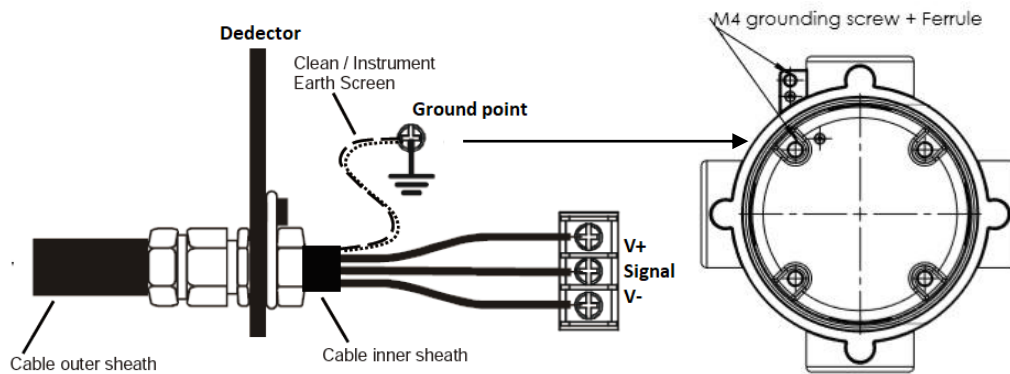 M4 grounding screw + Ferrule
Dedector
Clean / Instrument
Earth Screen
Ground point
V+
Signal
V-
Cable outer sheath
Cable inner sheath